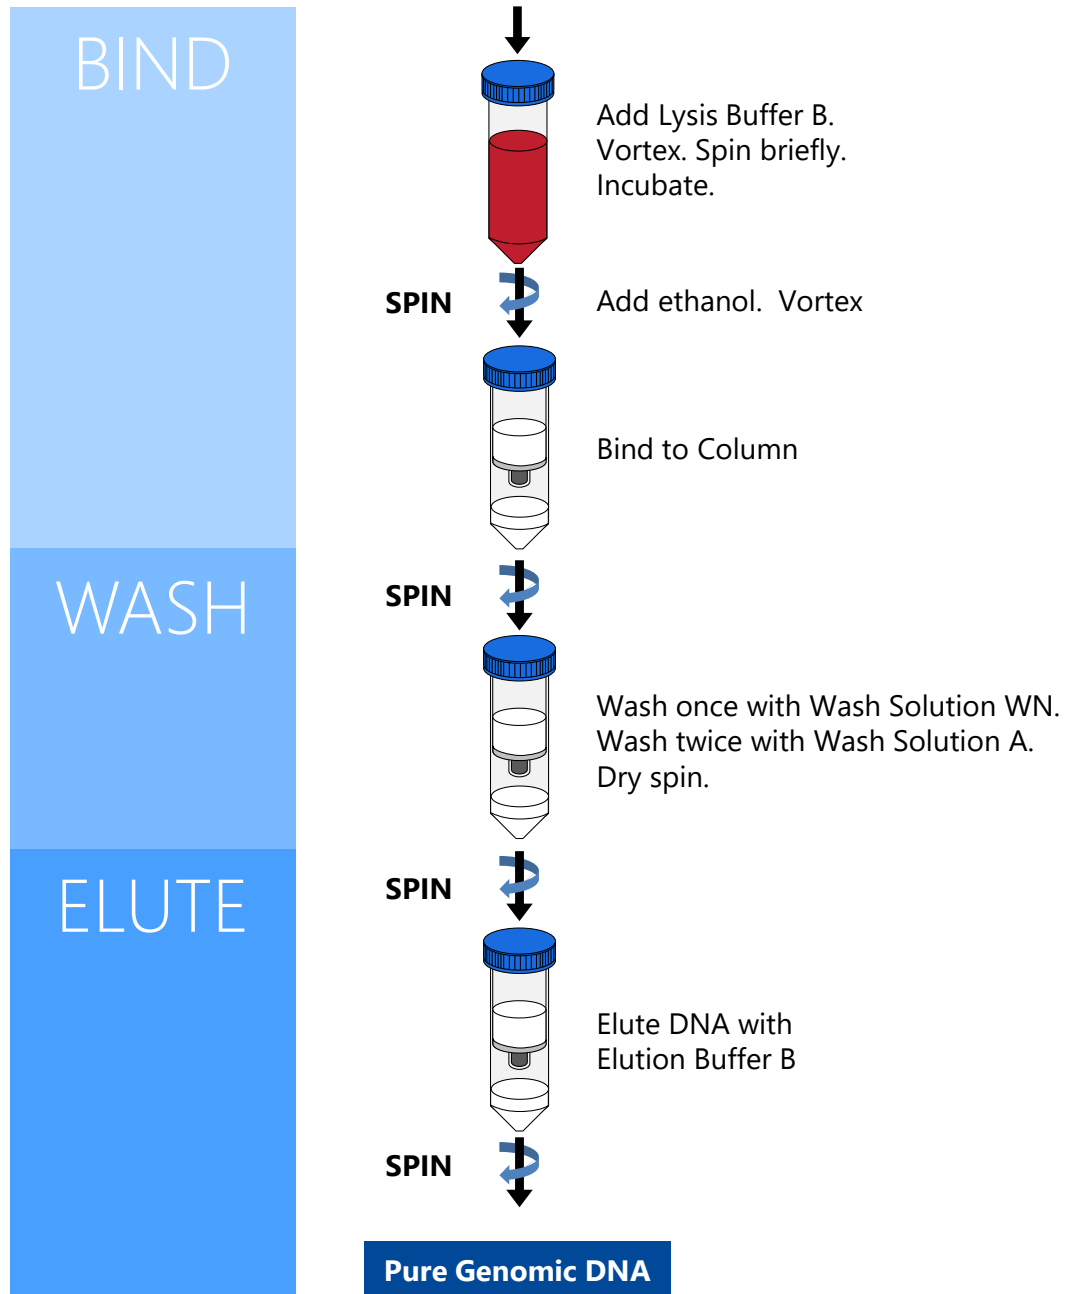 BIND
Add Lysis Buffer B.
Vortex. Spin briefly.
Incubate.
SPIN
Add ethanol.  Vortex
Bind to Column
WASH
SPIN
Wash once with Wash Solution WN.
Wash twice with Wash Solution A.
Dry spin.
ELUTE
SPIN
Elute DNA with
Elution Buffer B
SPIN
Pure Genomic DNA